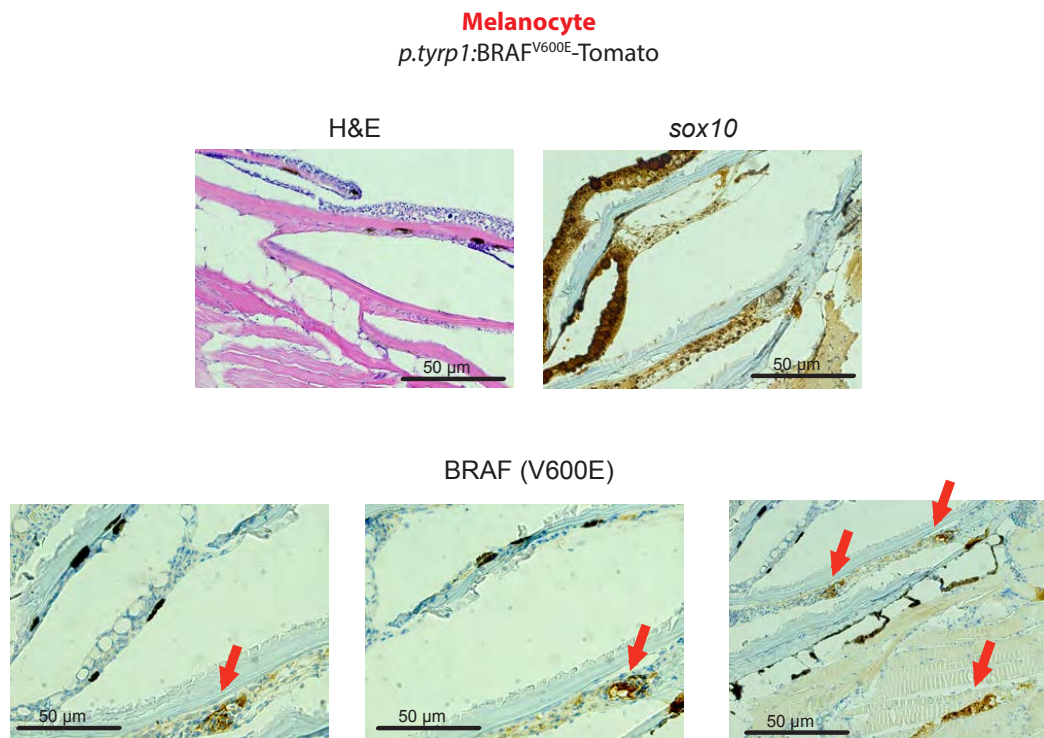 Melanocyte
p.tyrp1:BRAFV600E-Tomato
H&E
sox10
50 µm
50 µm
BRAF (V600E)
50 µm
50 µm
50 µm